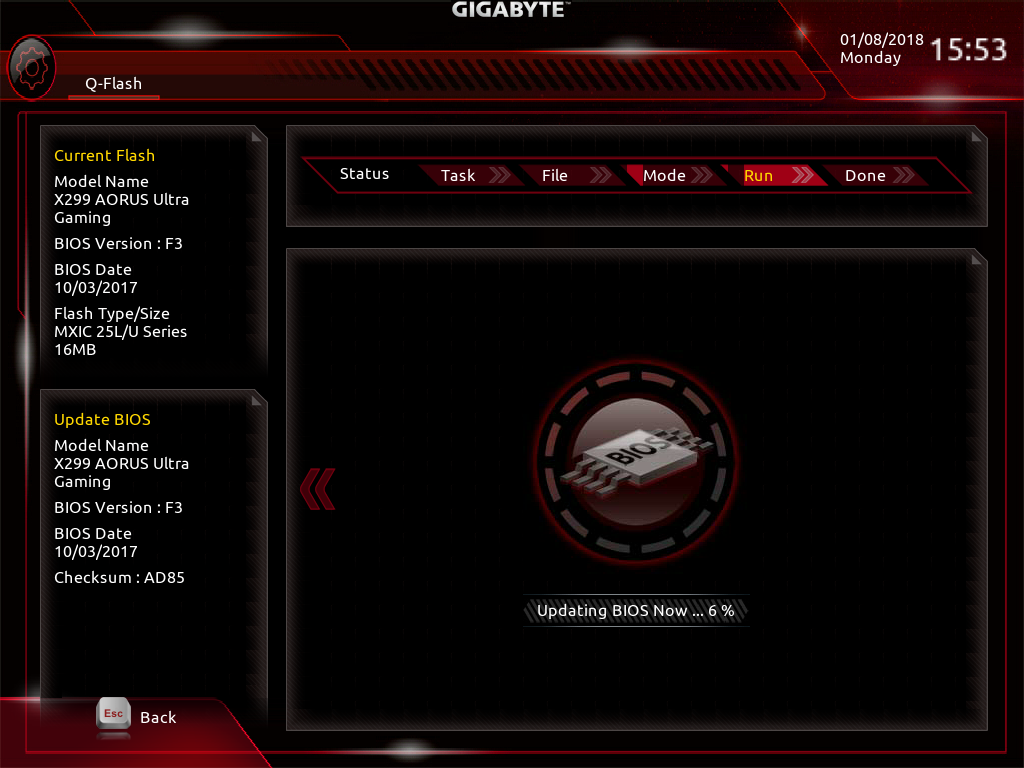 GIGABYTE™
01/08/2018
Monday
15:53
Q-Flash
Current Flash
Model Name
X299 AORUS Ultra
Gaming
BIOS Version : F3
BIOS Date
10/03/2017
Flash Type/Size
MXIC 25L/U Series
16MB
Status Task File Mode Run Done
Update BIOS
Model Name
X299 AORUS Ultra
Gaming
BIOS Version : F3
BIOS Date
10/03/2017
Checksum : AD85
BIOS
Updating BIOS Now ... 6 %
Esc Back